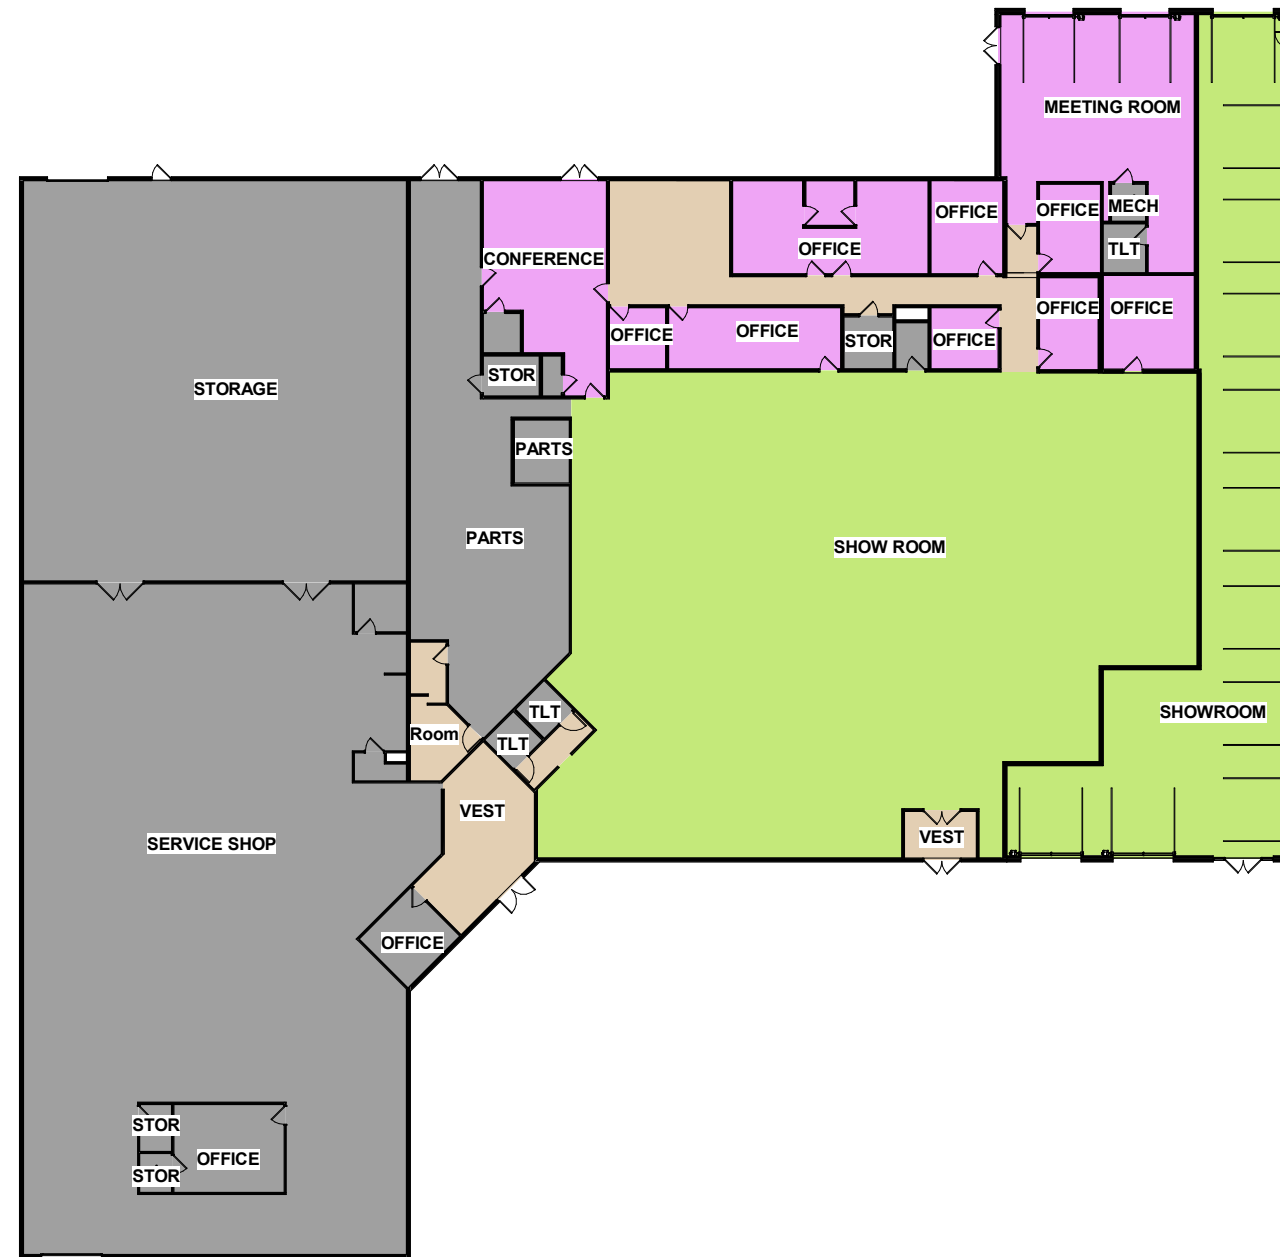 MEETING ROOM
OFFICE
OFFICE
MECH
OFFICE
TLT
CONFERENCE
OFFICE
OFFICE
OFFICE
OFFICE
STOR
OFFICE
STOR
STORAGE
PARTS
PARTS
SHOW ROOM
TLT
SHOWROOM
Room
TLT
VEST
VEST
SERVICE SHOP
OFFICE
STOR
OFFICE
STOR